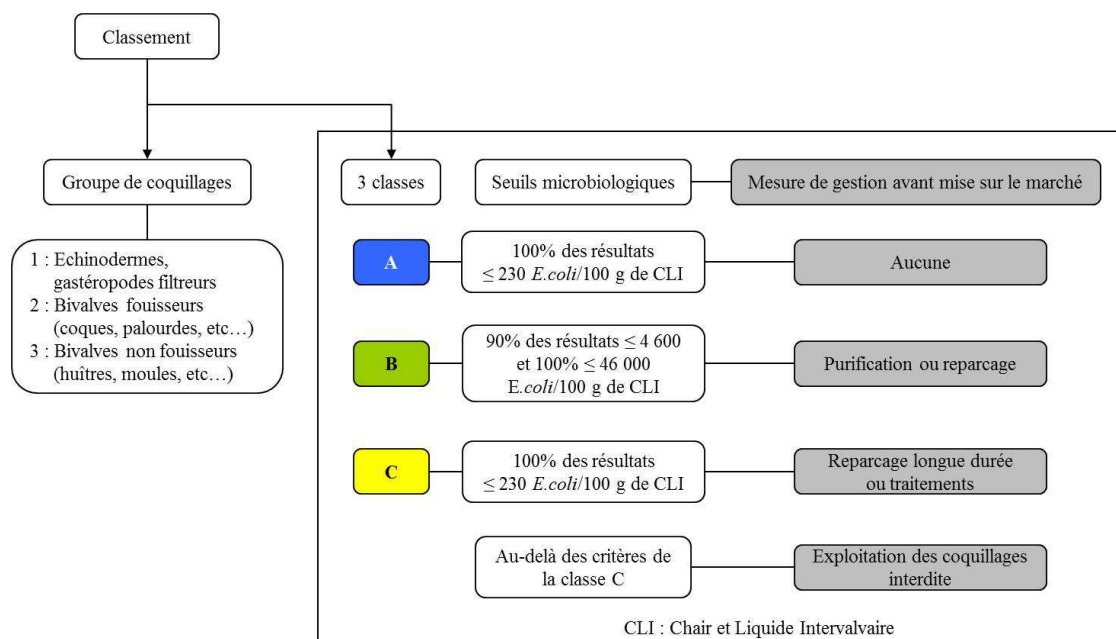 Classement
Groupe de coquillages
1 : Echinodermes,
gastéropodes filtreurs
2 : Bivalves fouisseurs
(coques, palourdes, etc…)
3 : Bivalves non fouisseurs
(huîtres, moules, etc…)
3 classes
Seuils microbiologiques
Mesure de gestion avant mise sur le marché
A
100% des résultats
≤ 230 E.coli/100 g de CLI
Aucune
B
90% des résultats ≤ 4 600
et 100% ≤ 46 000
E.coli/100 g de CLI
Purification ou reparcage
C
100% des résultats
≤ 230 E.coli/100 g de CLI
Reparcage longue durée
ou traitements
Au-delà des critères de
la classe C
Exploitation des coquillages
interdite
CLI : Chair et Liquide Intervalvaire